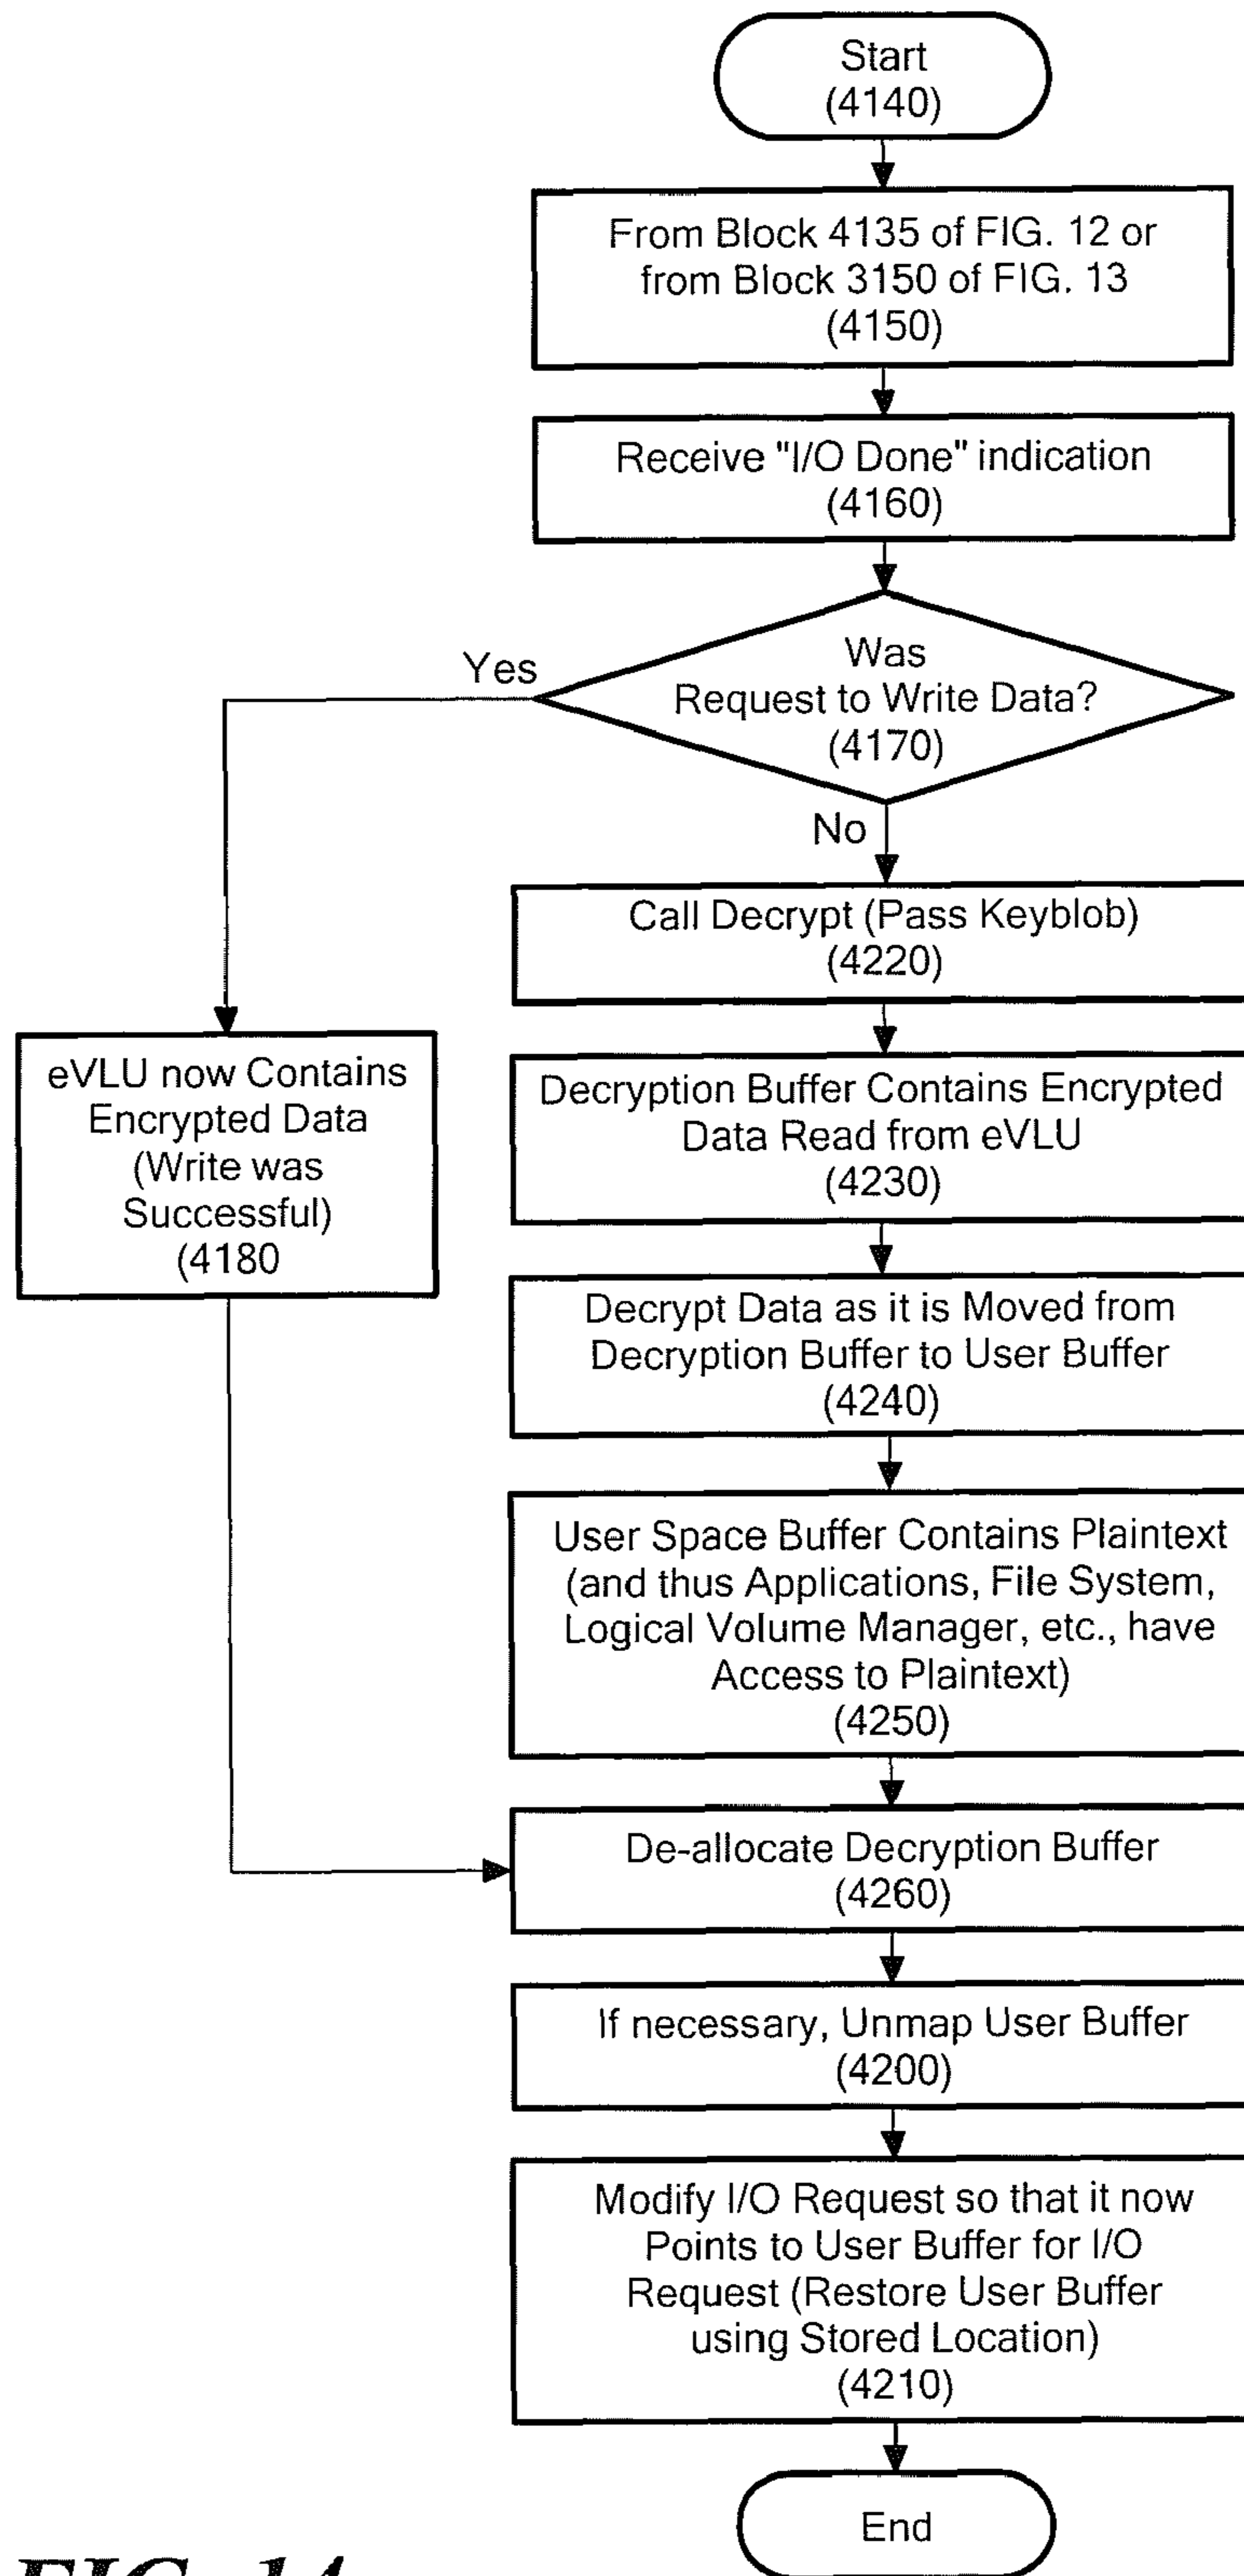 Start
(4140)
From Block 4135 of FIG. 12 or
from Block 3150 of FIG. 13
(4150)
Receive "I/O Done" indication
(4160)
Was
Request to Write Data?
(4170)
Yes
No
Call Decrypt (Pass Keyblob)
(4220)
eVLU now Contains
Encrypted Data
(Write was
Successful)
(4180
Decryption Buffer Contains Encrypted
Data Read from eVLU
(4230)
Decrypt Data as it is Moved from
Decryption Buffer to User Buffer
(4240)
User Space Buffer Contains Plaintext
(and thus Applications, File System,
Logical Volume Manager, etc., have
Access to Plaintext)
(4250)
De-allocate Decryption Buffer
(4260)
If necessary, Unmap User Buffer
(4200)
Modify I/O Request so that it now
Points to User Buffer for I/O
Request (Restore User Buffer
using Stored Location)
(4210)
End
FIG. 14